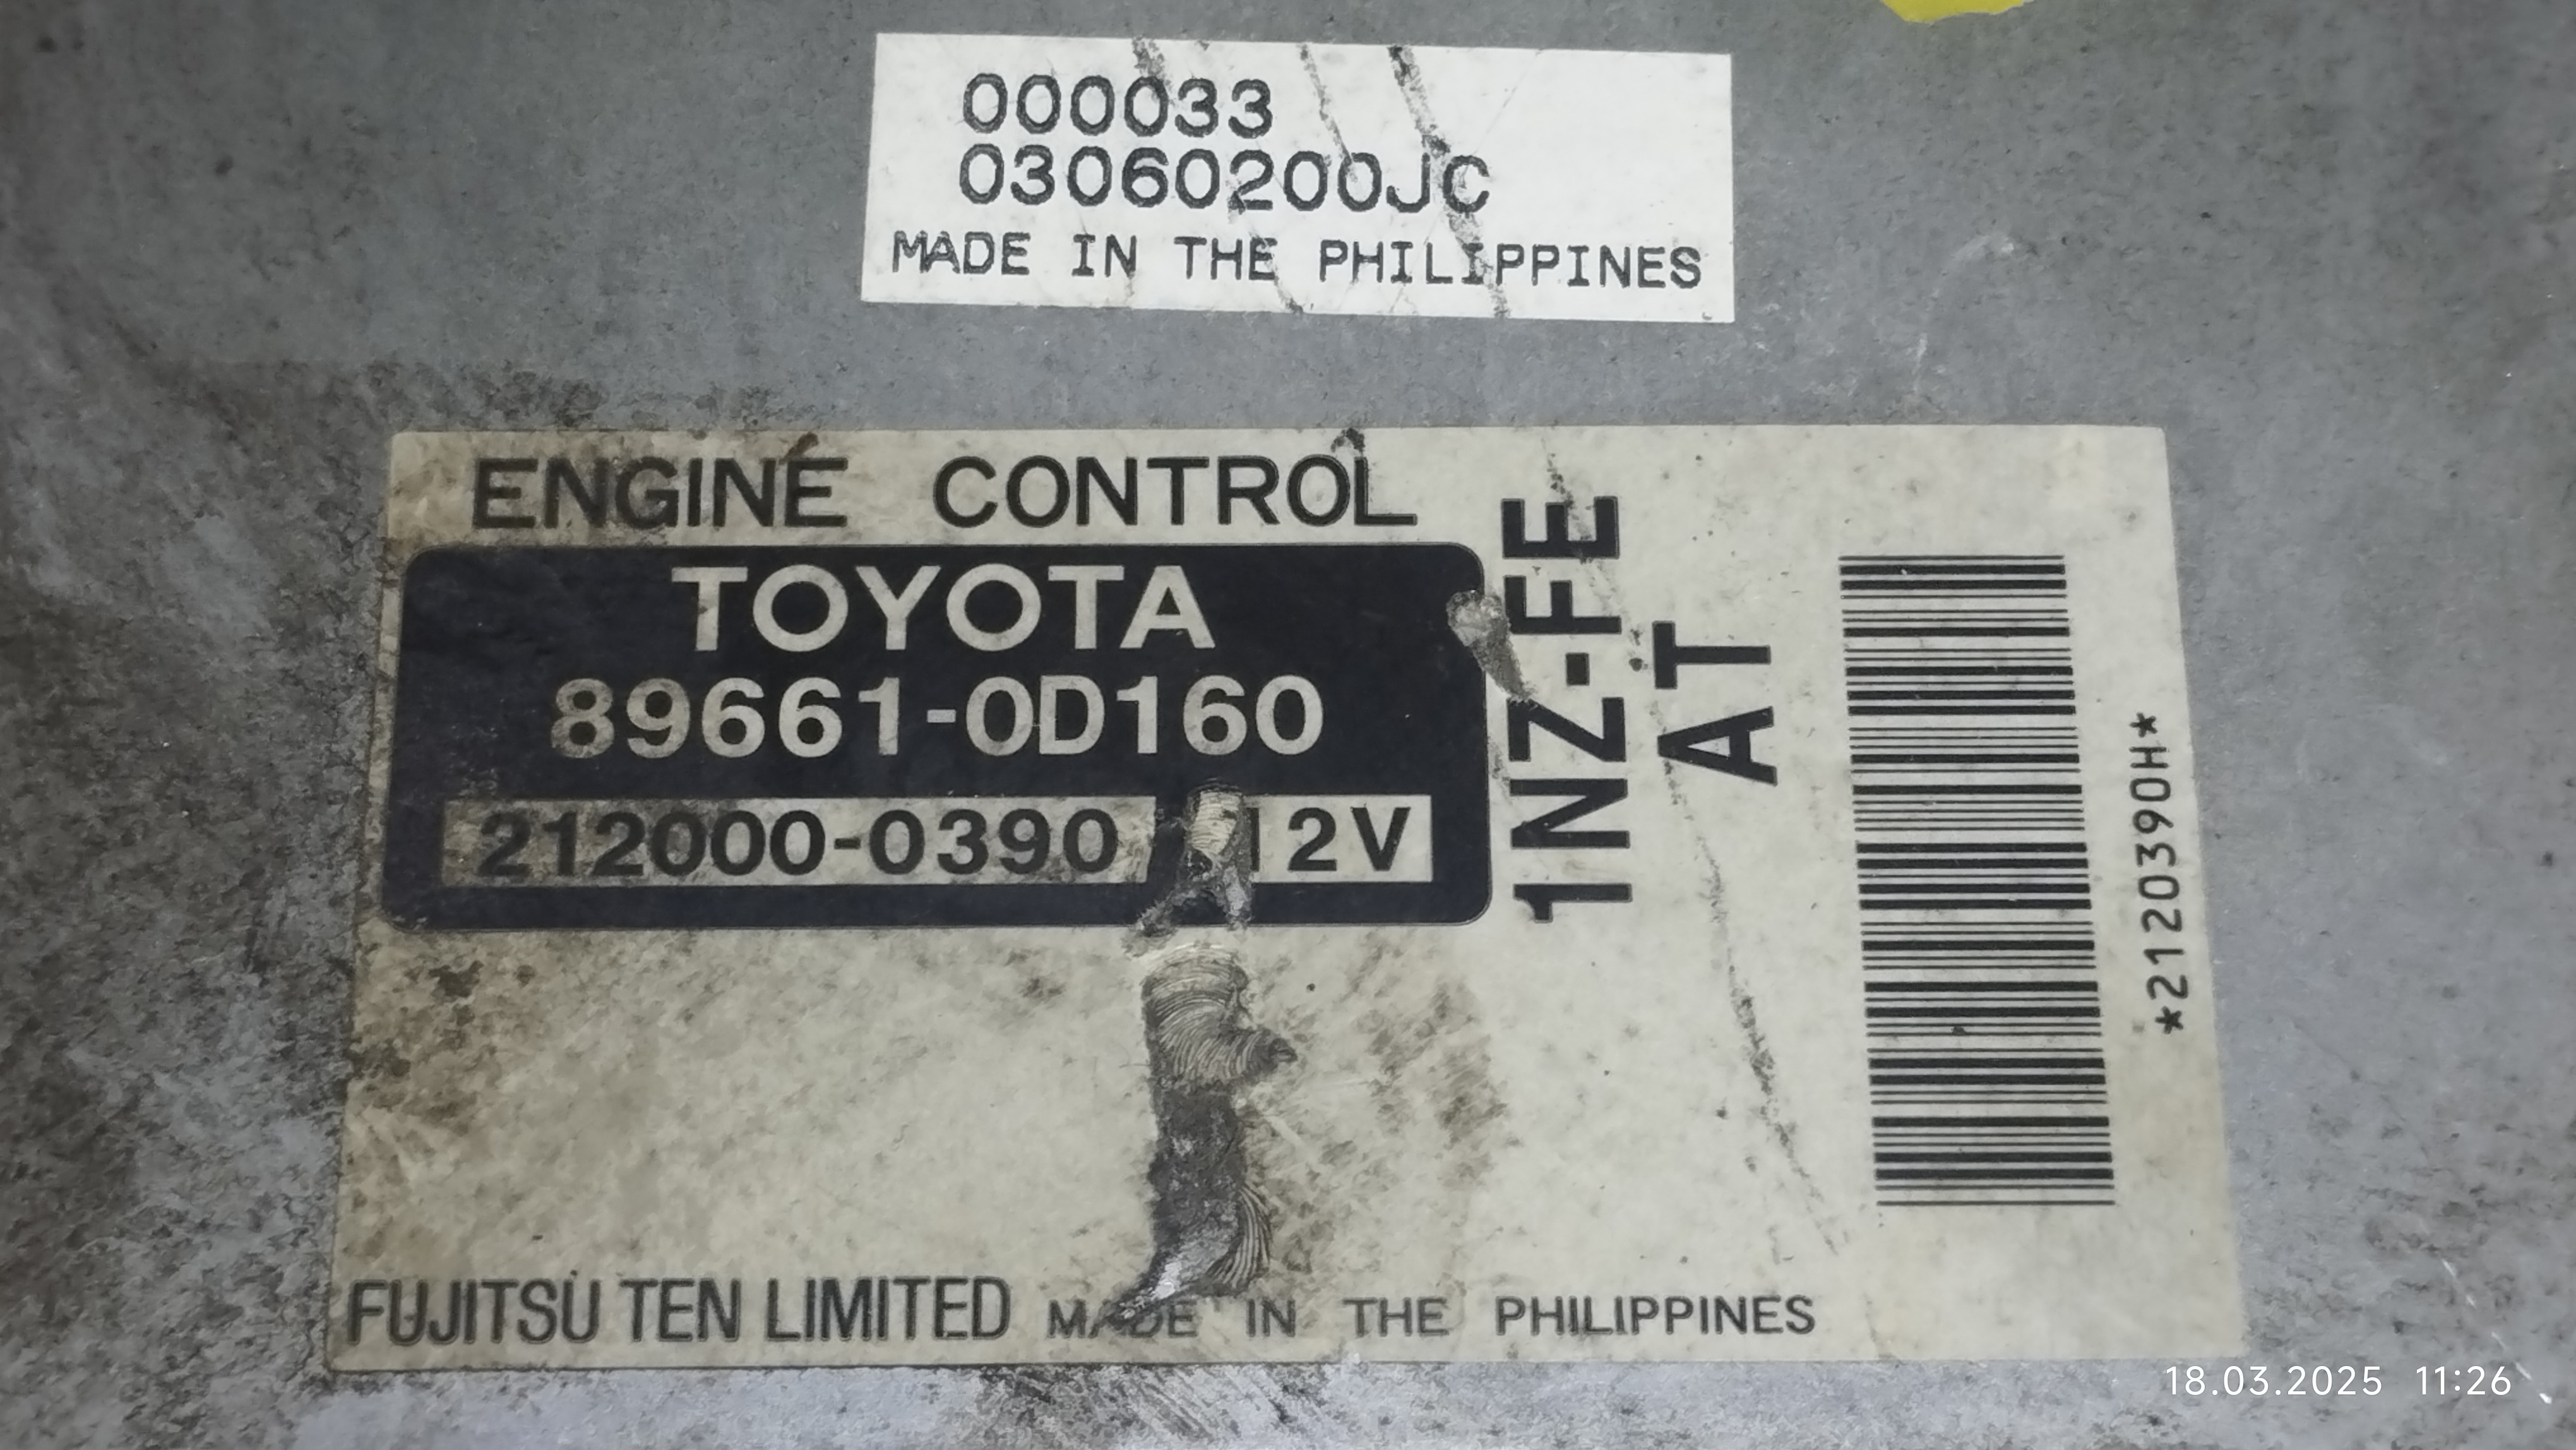 000033
03060200JC
MADE IN THE PHILIPPINES
ENGINE CONTROL
TOYOTA
89661-0D160
212000-0390 12V
1NZ-FE
AT
*2120390H*
FUJITSU TEN LIMITED MADE IN THE PHILIPPINES
18.03.2025 11:26